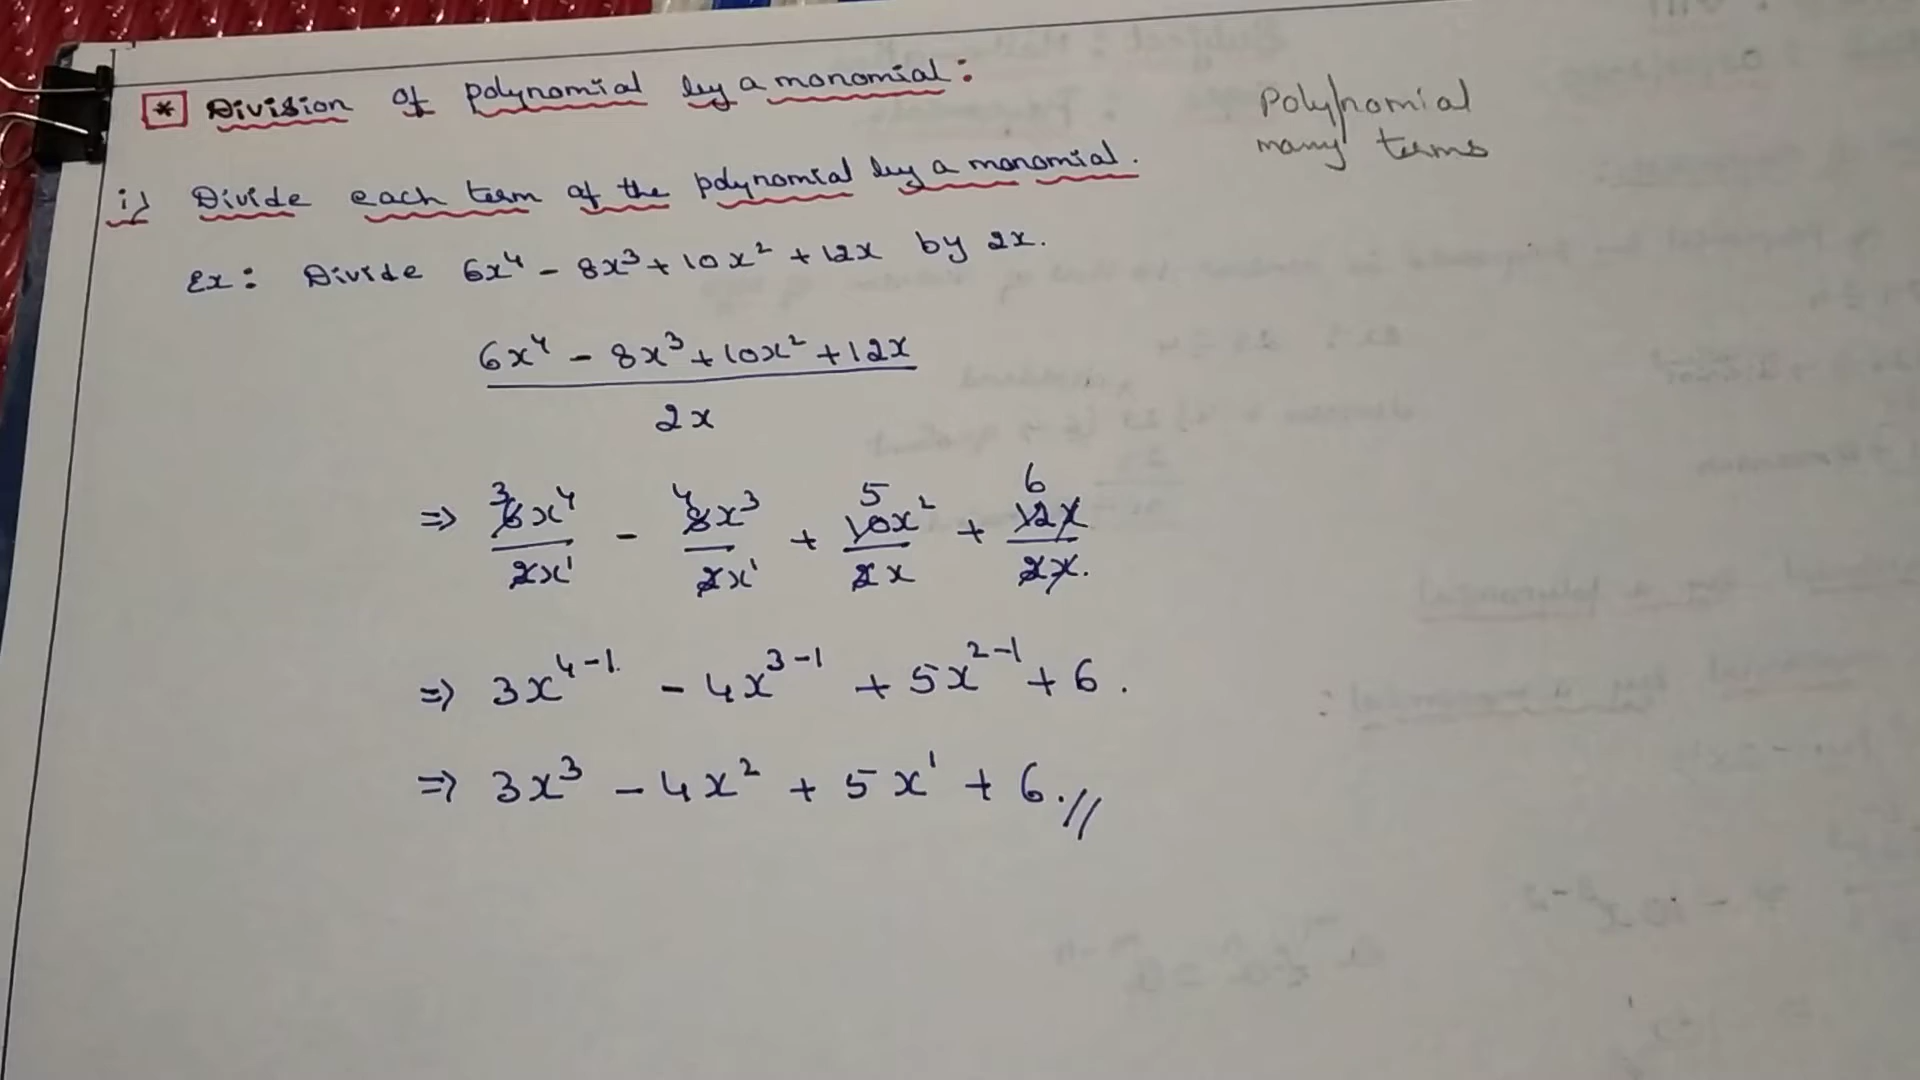 * Division of polynomial by a monomial:
Polynomial
many terms
i) Divide each term of the polynomial by a monomial.
Ex: Divide 6x⁴ - 8x³ + 10x² + 12x by 2x.
6x⁴ - 8x³ + 10x² + 12x
2x
3 4 5 6
⇒ 6x⁴ - 8x³ + 10x² + 12x
2x¹ 2x¹ 2x 2x.
⇒ 3x⁴⁻¹ - 4x³⁻¹ + 5x²⁻¹ + 6.
⇒ 3x³ - 4x² + 5x¹ + 6.//